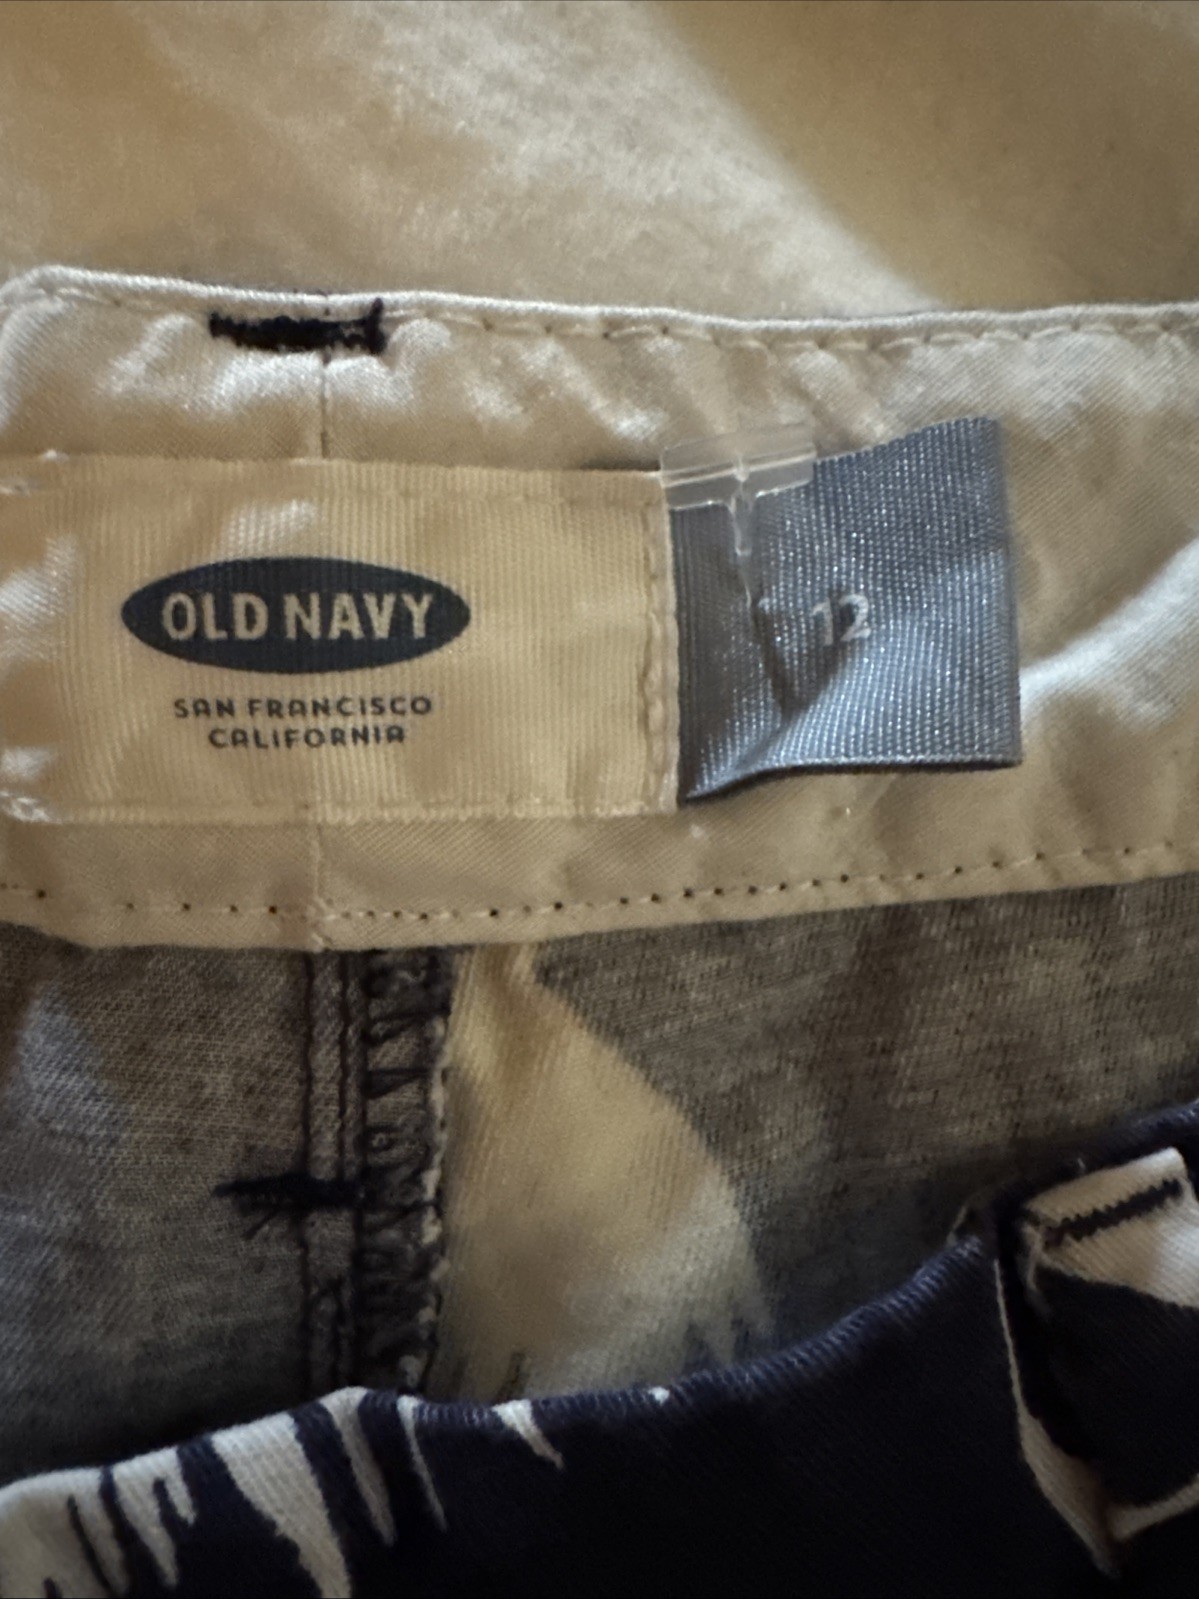 OLD NAVY
SAN FRANCISCO
CALIFORNIA
12